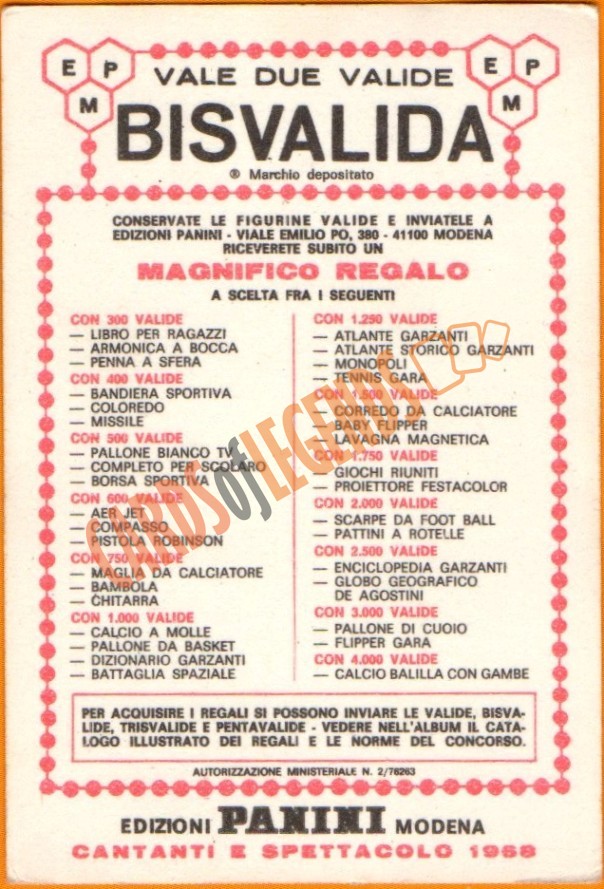 E P M
VALE DUE VALIDE
E P M
BISVALIDA
® Marchio depositato
CONSERVATE LE FIGURINE VALIDE E INVIATELE A
EDIZIONI PANINI - VIALE EMILIO PO, 380 - 41100 MODENA
RICEVERETE SUBITO UN
MAGNIFICO REGALO
A SCELTA FRA I SEGUENTI
CON 300 VALIDE
— LIBRO PER RAGAZZI
— ARMONICA A BOCCA
— PENNA A SFERA
CON 400 VALIDE
— BANDIERA SPORTIVA
— COLOREDO
— MISSILE
CON 500 VALIDE
— PALLONE BIANCO TV
— COMPLETO PER SCOLARO
— BORSA SPORTIVA
CON 600 VALIDE
— AER JET
— COMPASSO
— PISTOLA ROBINSON
CON 750 VALIDE
— MAGLIA DA CALCIATORE
— BAMBOLA
— CHITARRA
CON 1.000 VALIDE
— CALCIO A MOLLE
— PALLONE DA BASKET
— DIZIONARIO GARZANTI
— BATTAGLIA SPAZIALE
CON 1.250 VALIDE
— ATLANTE GARZANTI
— ATLANTE STORICO GARZANTI
— MONOPOLI
— TENNIS GARA
CON 1.500 VALIDE
— CORREDO DA CALCIATORE
— BABY FLIPPER
— LAVAGNA MAGNETICA
CON 1.750 VALIDE
— GIOCHI RIUNITI
— PROIETTORE FESTACOLOR
CON 2.000 VALIDE
— SCARPE DA FOOT BALL
— PATTINI A ROTELLE
CON 2.500 VALIDE
— ENCICLOPEDIA GARZANTI
— GLOBO GEOGRAFICO
DE AGOSTINI
CON 3.000 VALIDE
— PALLONE DI CUOIO
— FLIPPER GARA
CON 4.000 VALIDE
— CALCIO BALILLA CON GAMBE
CARDS of LEGENDS
PER ACQUISIRE I REGALI SI POSSONO INVIARE LE VALIDE, BISVA-
LIDE, TRISVALIDE E PENTAVALIDE - VEDERE NELL'ALBUM IL CATA-
LOGO ILLUSTRATO DEI REGALI E LE NORME DEL CONCORSO.
AUTORIZZAZIONE MINISTERIALE N. 2/76263
EDIZIONI PANINI MODENA
CANTANTI E SPETTACOLO 1968